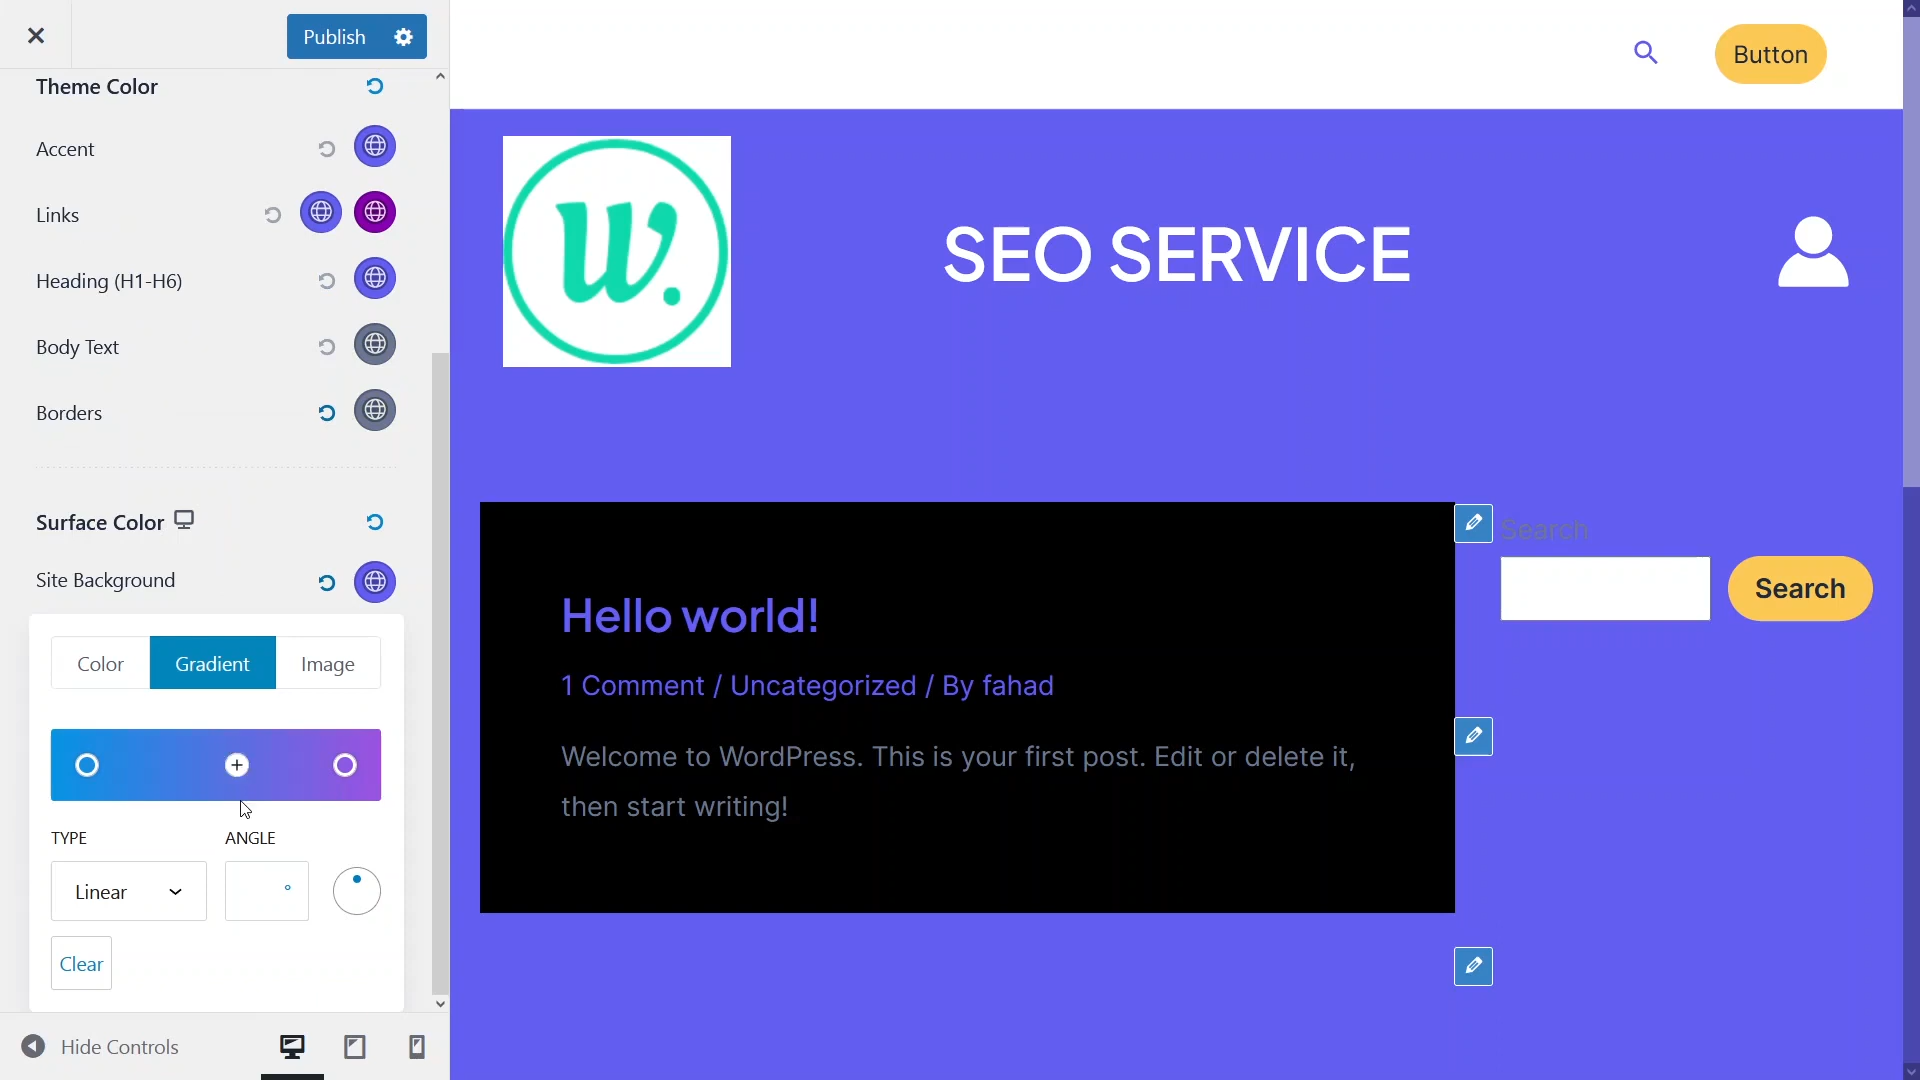 Publish
Theme Color
Accent
Links
Heading (H1-H6)
Body Text
Borders
Surface Color
Site Background
Color
Gradient
Image
TYPE
ANGLE
Linear
°
Clear
Hide Controls
Button
w.
SEO SERVICE
Hello world!
1 Comment / Uncategorized / By fahad
Welcome to WordPress. This is your first post. Edit or delete it,
then start writing!
Search
Search